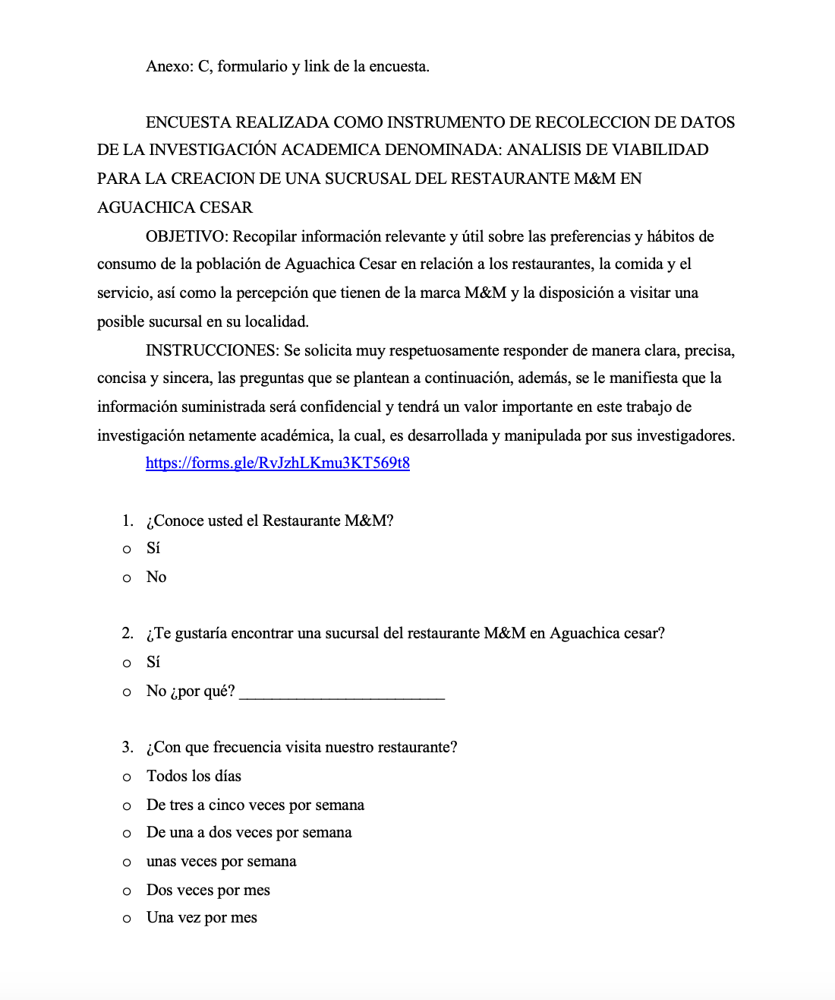 Anexo: C, formulario y link de la encuesta.
ENCUESTA REALIZADA COMO INSTRUMENTO DE RECOLECCION DE DATOS
DE LA INVESTIGACIÓN ACADEMICA DENOMINADA: ANALISIS DE VIABILIDAD
PARA LA CREACION DE UNA SUCRUSAL DEL RESTAURANTE M&M EN
AGUACHICA CESAR
OBJETIVO: Recopilar información relevante y útil sobre las preferencias y hábitos de
consumo de la población de Aguachica Cesar en relación a los restaurantes, la comida y el
servicio, así como la percepción que tienen de la marca M&M y la disposición a visitar una
posible sucursal en su localidad.
INSTRUCCIONES: Se solicita muy respetuosamente responder de manera clara, precisa,
concisa y sincera, las preguntas que se plantean a continuación, además, se le manifiesta que la
información suministrada será confidencial y tendrá un valor importante en este trabajo de
investigación netamente académica, la cual, es desarrollada y manipulada por sus investigadores.
https://forms.gle/RvJzhLKmu3KT569t8
1. ¿Conoce usted el Restaurante M&M?
o Sí
o No
2. ¿Te gustaría encontrar una sucursal del restaurante M&M en Aguachica cesar?
o Sí
o No ¿por qué? _________________________
3. ¿Con que frecuencia visita nuestro restaurante?
o Todos los días
o De tres a cinco veces por semana
o De una a dos veces por semana
o unas veces por semana
o Dos veces por mes
o Una vez por mes